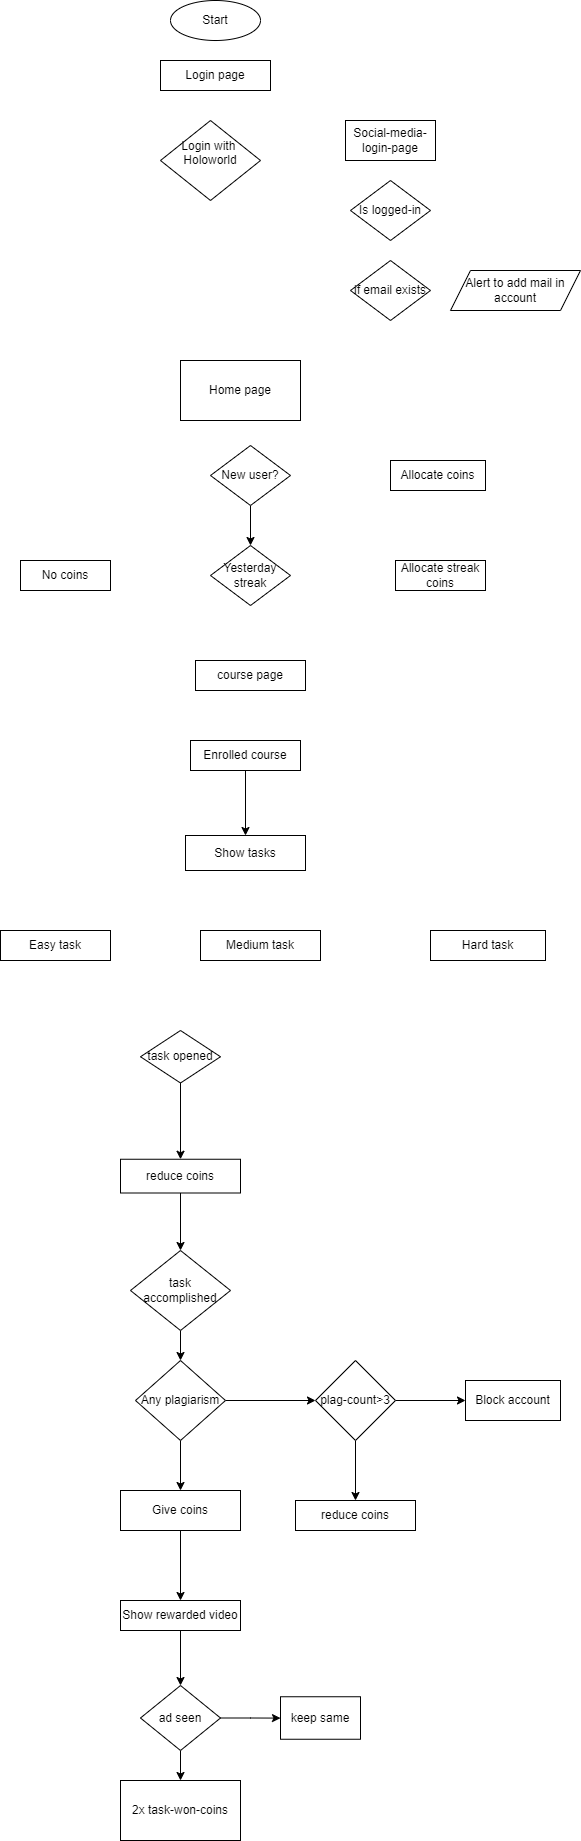 Start
Login page
Login with
Holoworld
Social-media-
login-page
Is logged-in
If email exists
Alert to add mail in
account
Home page
New user?
Allocate coins
No coins
Yesterday
streak
Allocate streak
coins
course page
Enrolled course
Show tasks
Easy task
Medium task
Hard task
task opened
reduce coins
task
accomplished
Any plagiarism
plag-count>3
Block account
Give coins
reduce coins
Show rewarded video
ad seen
keep same
2x task-won-coins